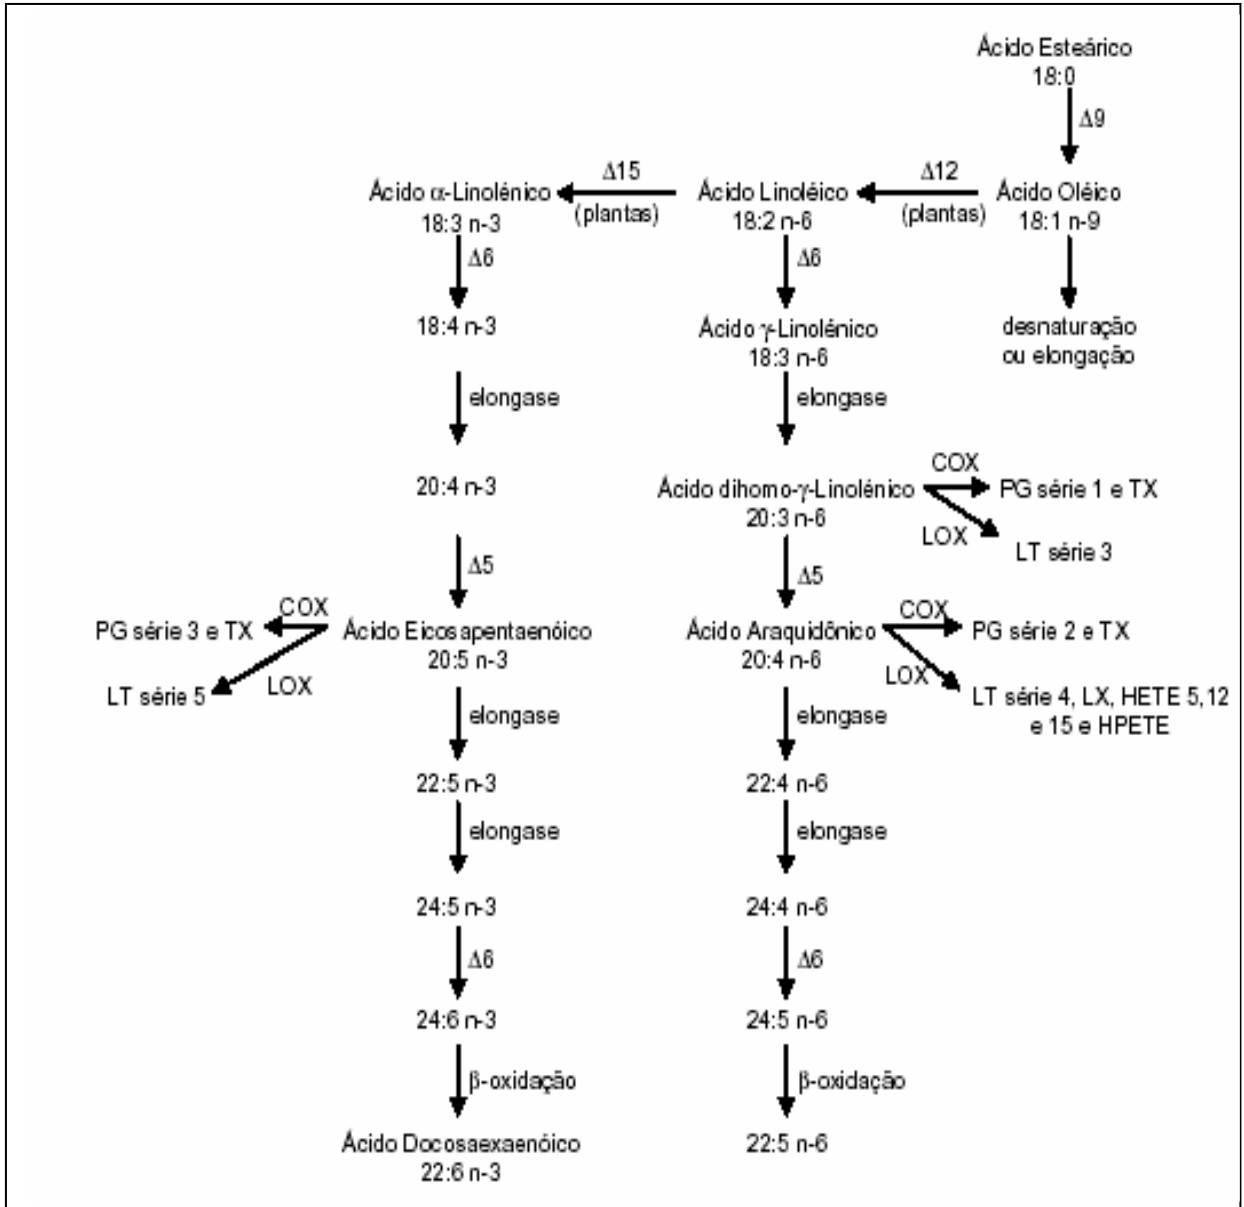 Ácido Esteárico
18:0
Δ9
Δ15
Δ12
Ácido α-Linolênico
Ácido Linoléico
Ácido Oléico
(plantas)
(plantas)
18:3 n-3
18:2 n-6
18:1 n-9
Δ6
Δ6
18:4 n-3
Ácido γ-Linolênico
18:3 n-6
desnaturação
ou elongação
elongase
elongase
20:4 n-3
Ácido dihomo-γ-Linolênico
20:3 n-6
COX
PG série 1 e TX
LOX
LT série 3
Δ5
Δ5
COX
PG série 3 e TX
LOX
LT série 5
Ácido Eicosapentaenóico
20:5 n-3
Ácido Araquidônico
20:4 n-6
COX
PG série 2 e TX
LOX
LT série 4, LX, HETE 5,12
e 15 e HPETE
elongase
elongase
22:5 n-3
22:4 n-6
elongase
elongase
24:5 n-3
24:4 n-6
Δ6
Δ6
24:6 n-3
24:5 n-6
β-oxidação
β-oxidação
Ácido Docosaexaenóico
22:6 n-3
22:5 n-6